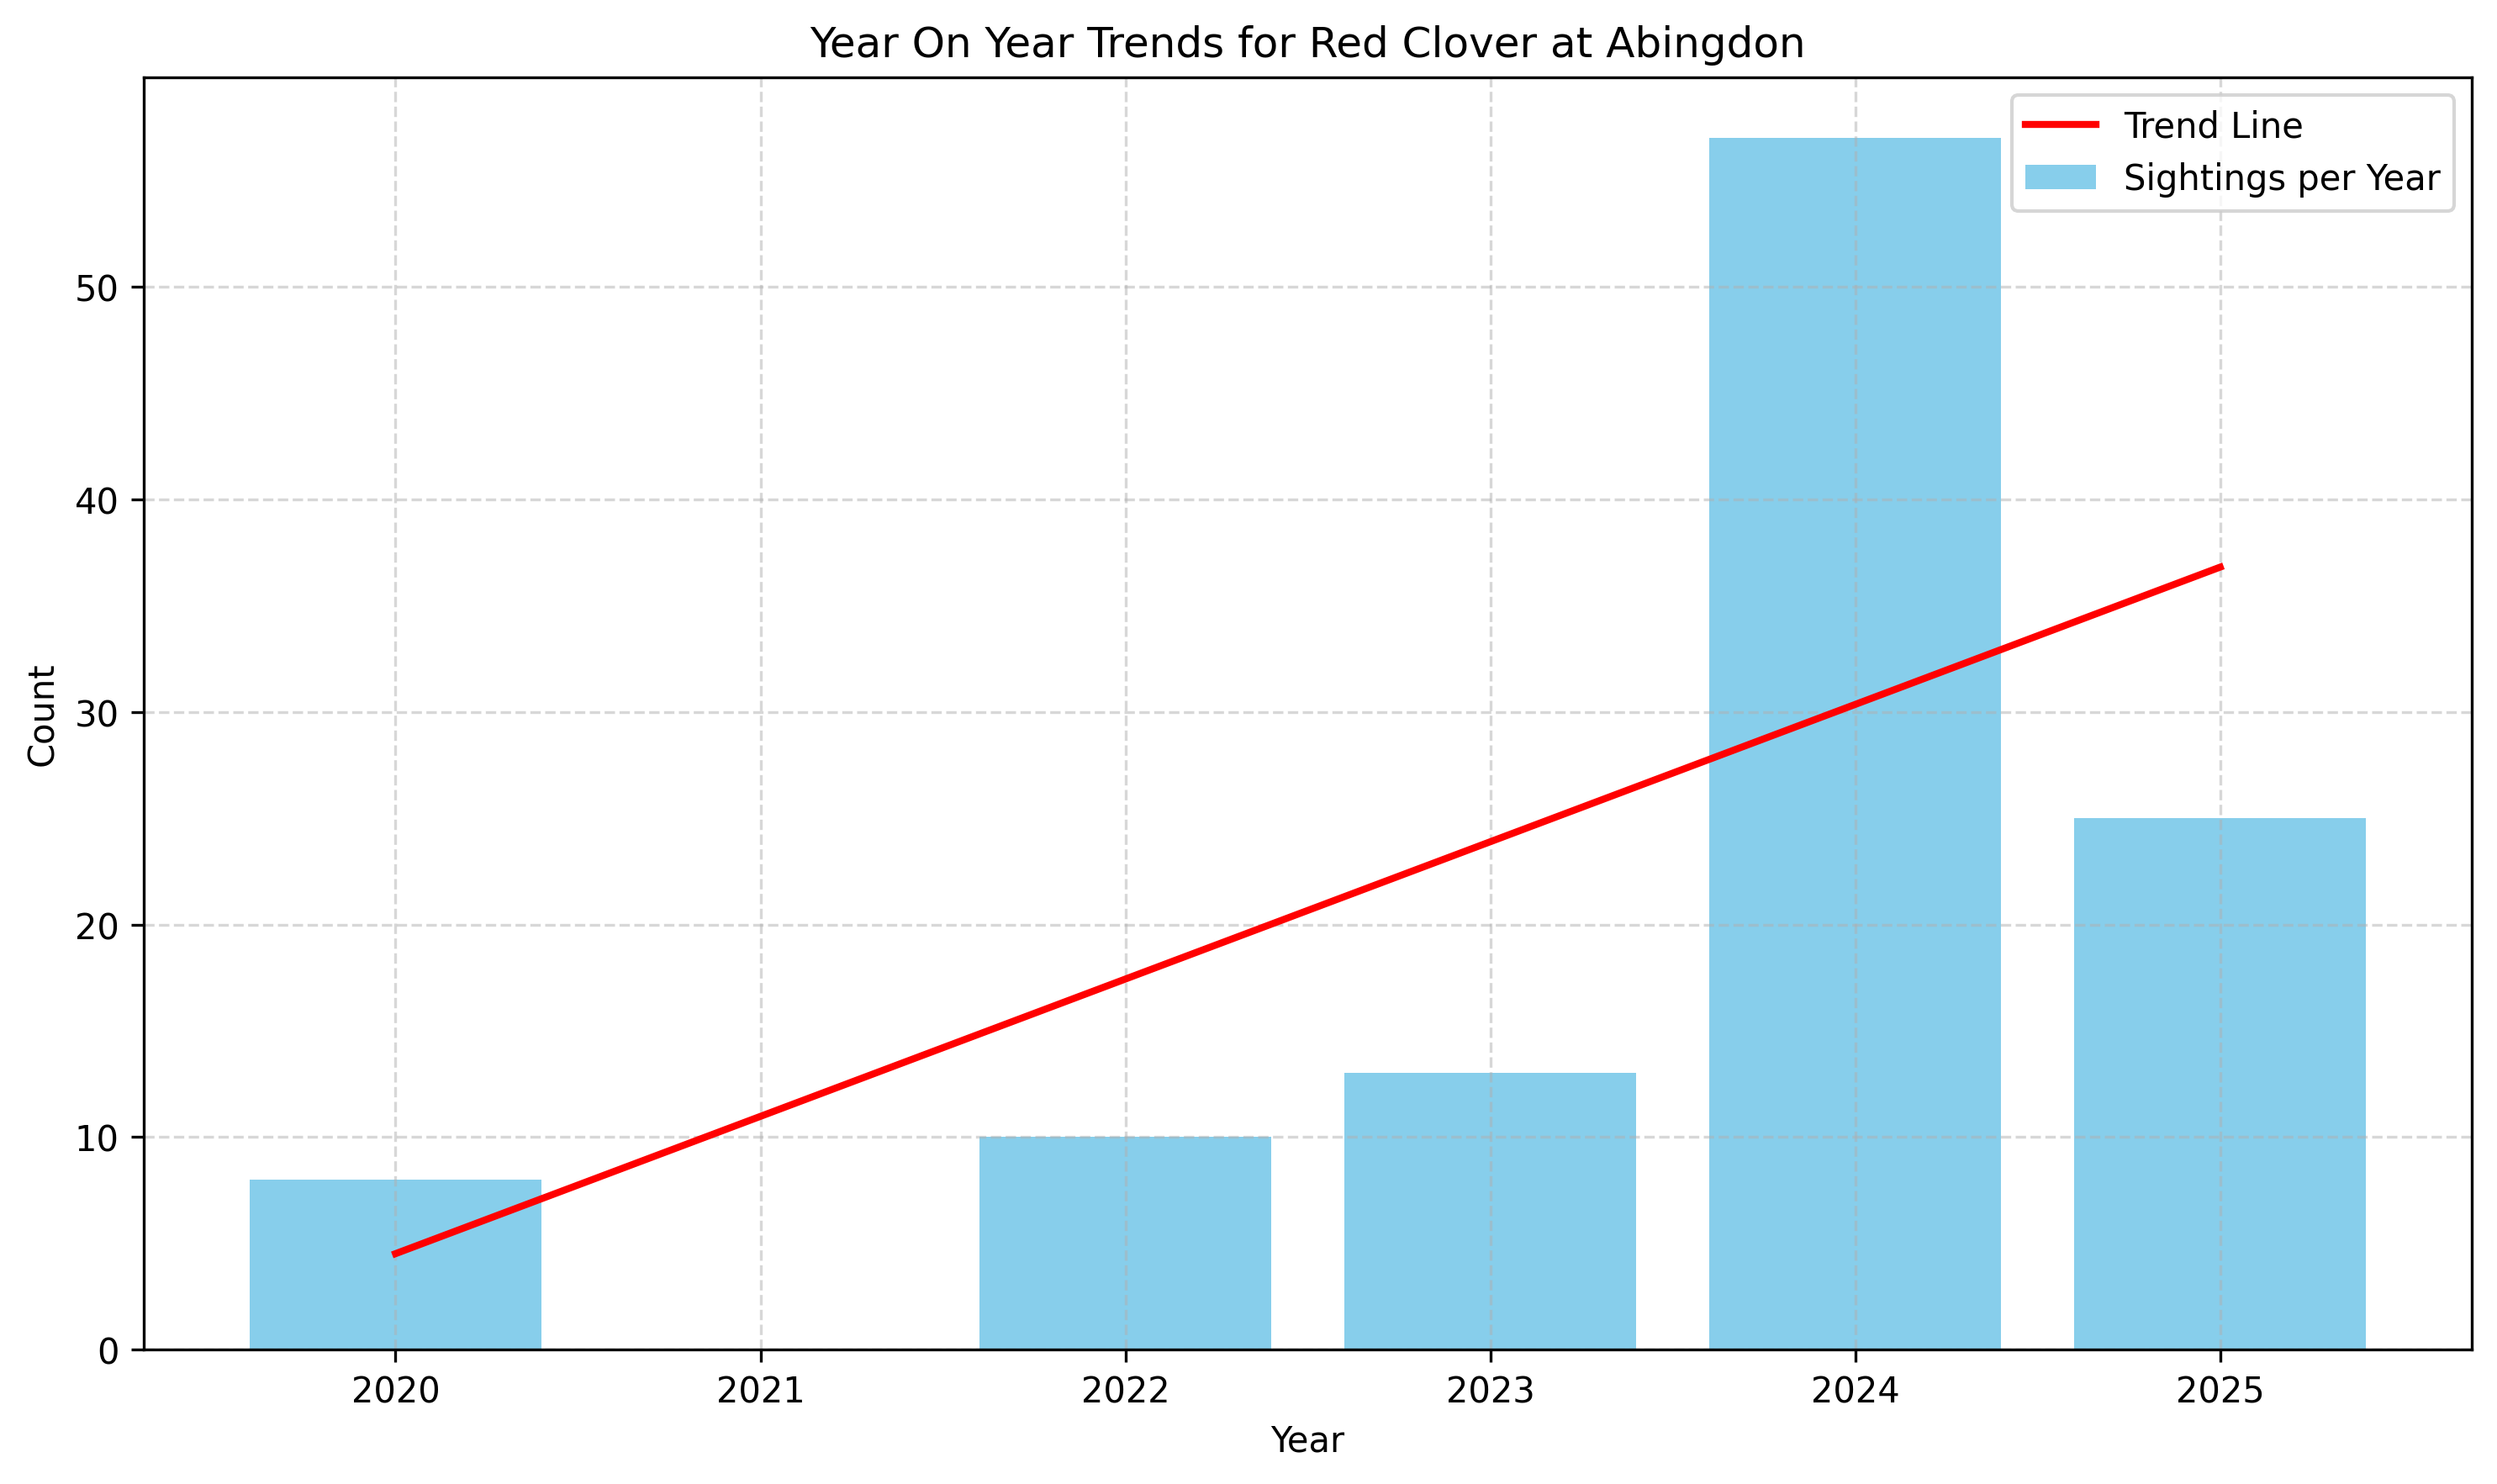 Year On Year Trends for Red Clover at Abingdon
Trend Line
Sightings per Year
50
40
30
20
10
0
Count
2020 2021 2022 2023 2024 2025
Year